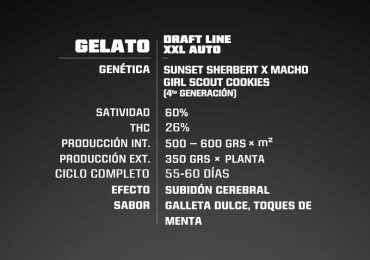 GELATO DRAFT LINE
XXL AUTO
GENÉTICA SUNSET SHERBERT X MACHO
GIRL SCOUT COOKIES
(4ta GENERACIÓN)
SATIVIDAD 60%
THC 26%
PRODUCCIÓN INT. 500 – 600 GRS × m²
PRODUCCIÓN EXT. 350 GRS × PLANTA
CICLO COMPLETO 55-60 DÍAS
EFECTO SUBIDÓN CEREBRAL
SABOR GALLETA DULCE, TOQUES DE
MENTA